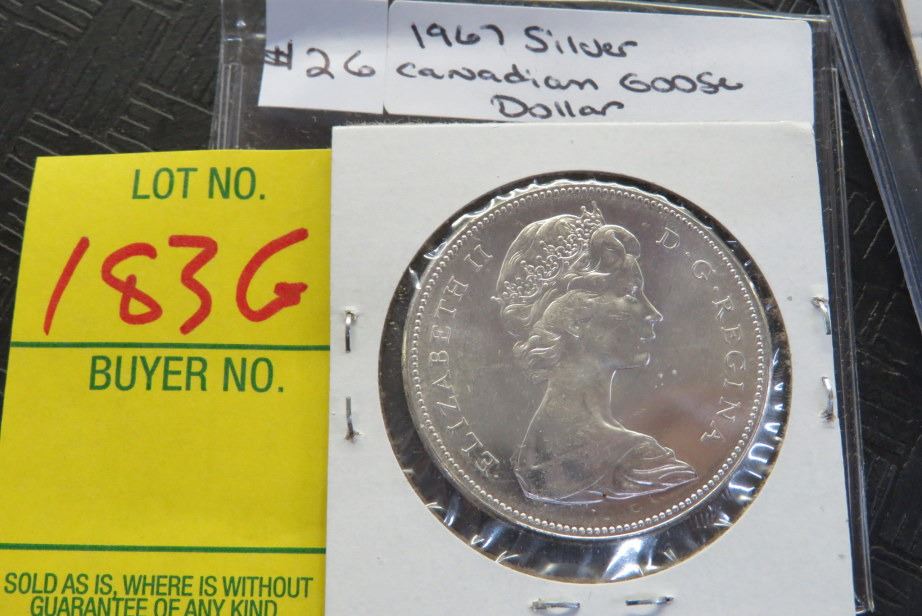 #26
1967 Silver
Canadian Goose
Dollar
LOT NO.
183G
BUYER NO.
SOLD AS IS, WHERE IS WITHOUT
GUARANTEE OF ANY KIND
ELIZABETH II D·G·REGINA